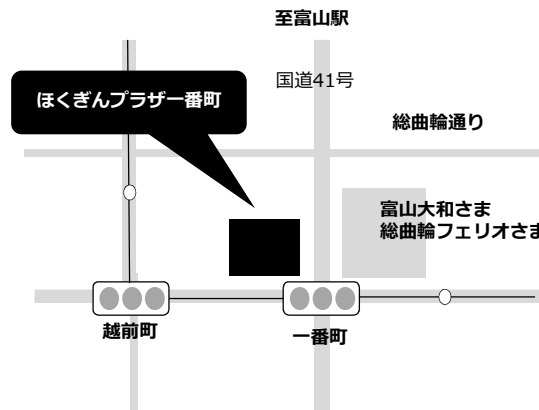 至富山駅
国道41号
ほくぎんプラザ一番町
総曲輪通り
富山大和さま
総曲輪フェリオさま
越前町
一番町